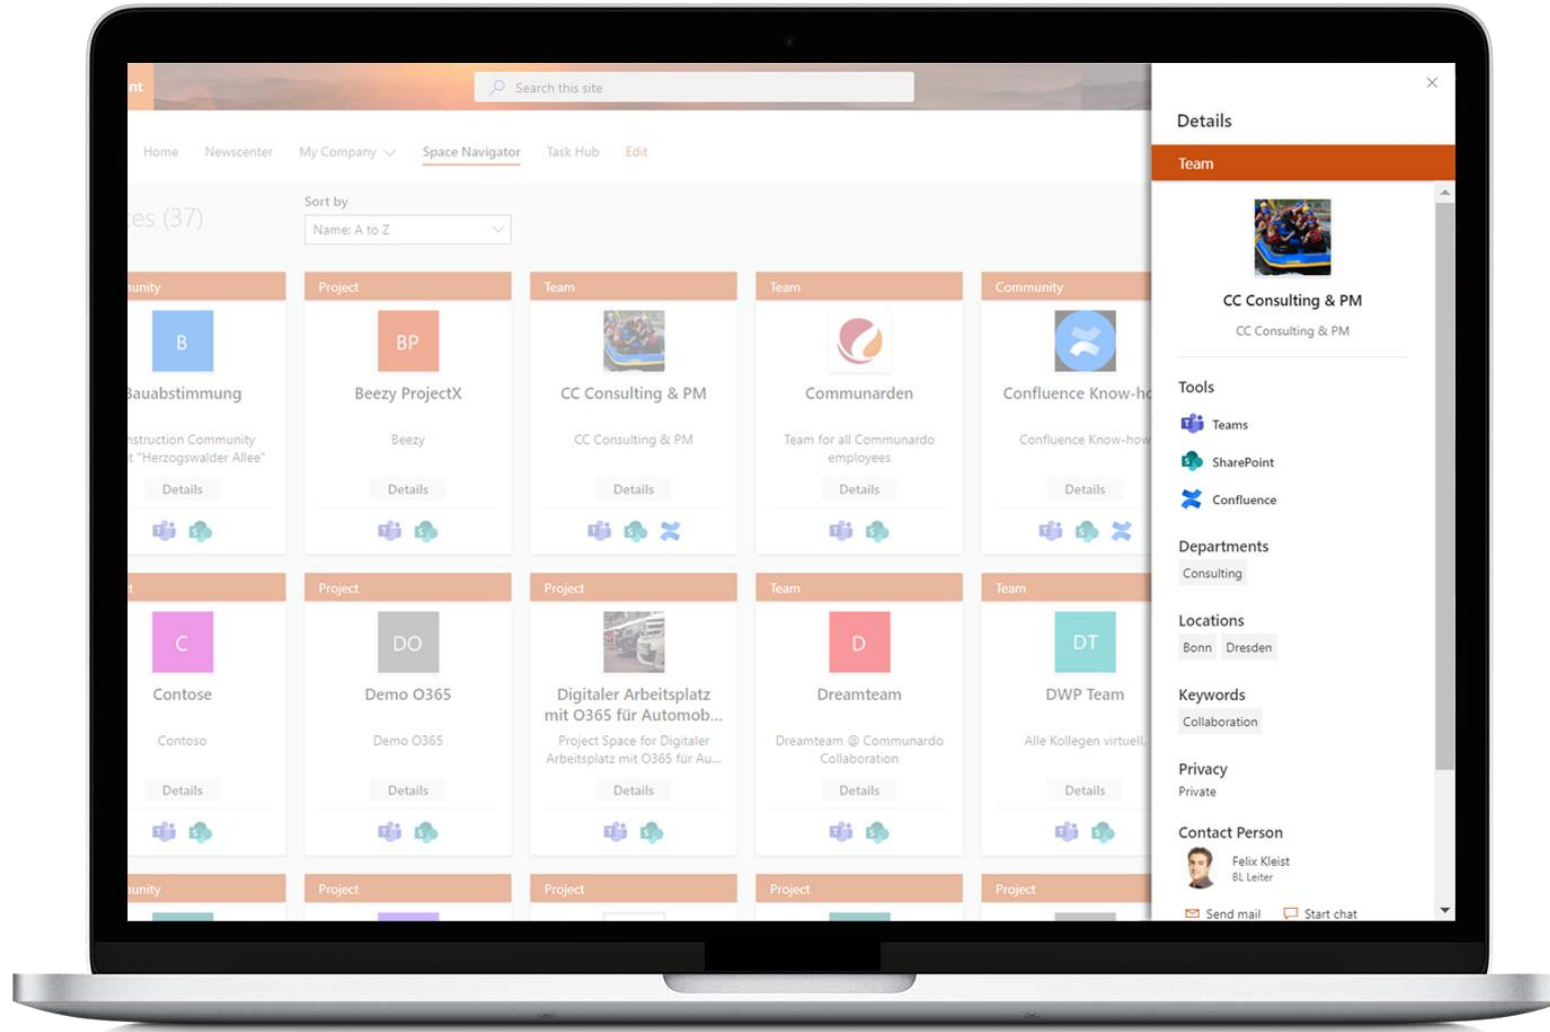 nt
Search this site
Home Newscenter My Company Space Navigator Task Hub Edit
es (37)
Sort by
Name: A to Z
unity
B
Bauabstimmung
nstruction Community
t "Herzogswalder Allee"
Details
Project
BP
Beezy ProjectX
Beezy
Details
Team
CC Consulting & PM
CC Consulting & PM
Details
Team
Communarden
Team for all Communardo
employees
Details
Community
Confluence Know-ho
Confluence Know-how
Details
t
C
Contose
Contoso
Details
Project
DO
Demo O365
Demo O365
Details
Project
Digitaler Arbeitsplatz
mit O365 für Automob...
Project Space for Digitaler
Arbeitsplatz mit O365 für Au...
Details
Team
D
Dreamteam
Dreamteam @ Communardo
Collaboration
Details
Team
DT
DWP Team
Alle Kollegen virtuell.
Details
unity
Project
Project
Project
Project
Details
Team
CC Consulting & PM
CC Consulting & PM
Tools
Teams
SharePoint
Confluence
Departments
Consulting
Locations
Bonn Dresden
Keywords
Collaboration
Privacy
Private
Contact Person
Felix Kleist
BL Leiter
Send mail Start chat